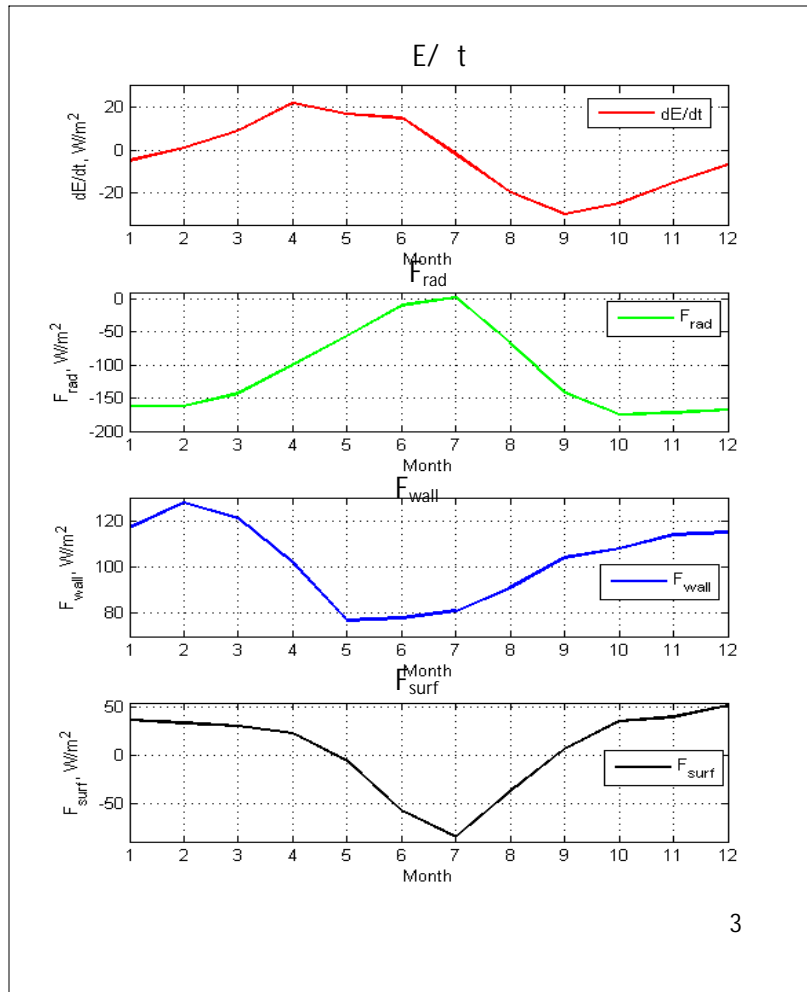 E/ t
20
0
-20
dE/dt, W/m2
dE/dt
1 2 3 4 5 6 7 8 9 10 11 12
Month
Frad
0
-50
-100
-150
-200
Frad, W/m2
Frad
1 2 3 4 5 6 7 8 9 10 11 12
Month
Fwall
120
100
80
Fwall, W/m2
Fwall
1 2 3 4 5 6 7 8 9 10 11 12
Month
Fsurf
50
0
-50
Fsurf, W/m2
Fsurf
1 2 3 4 5 6 7 8 9 10 11 12
Month
3